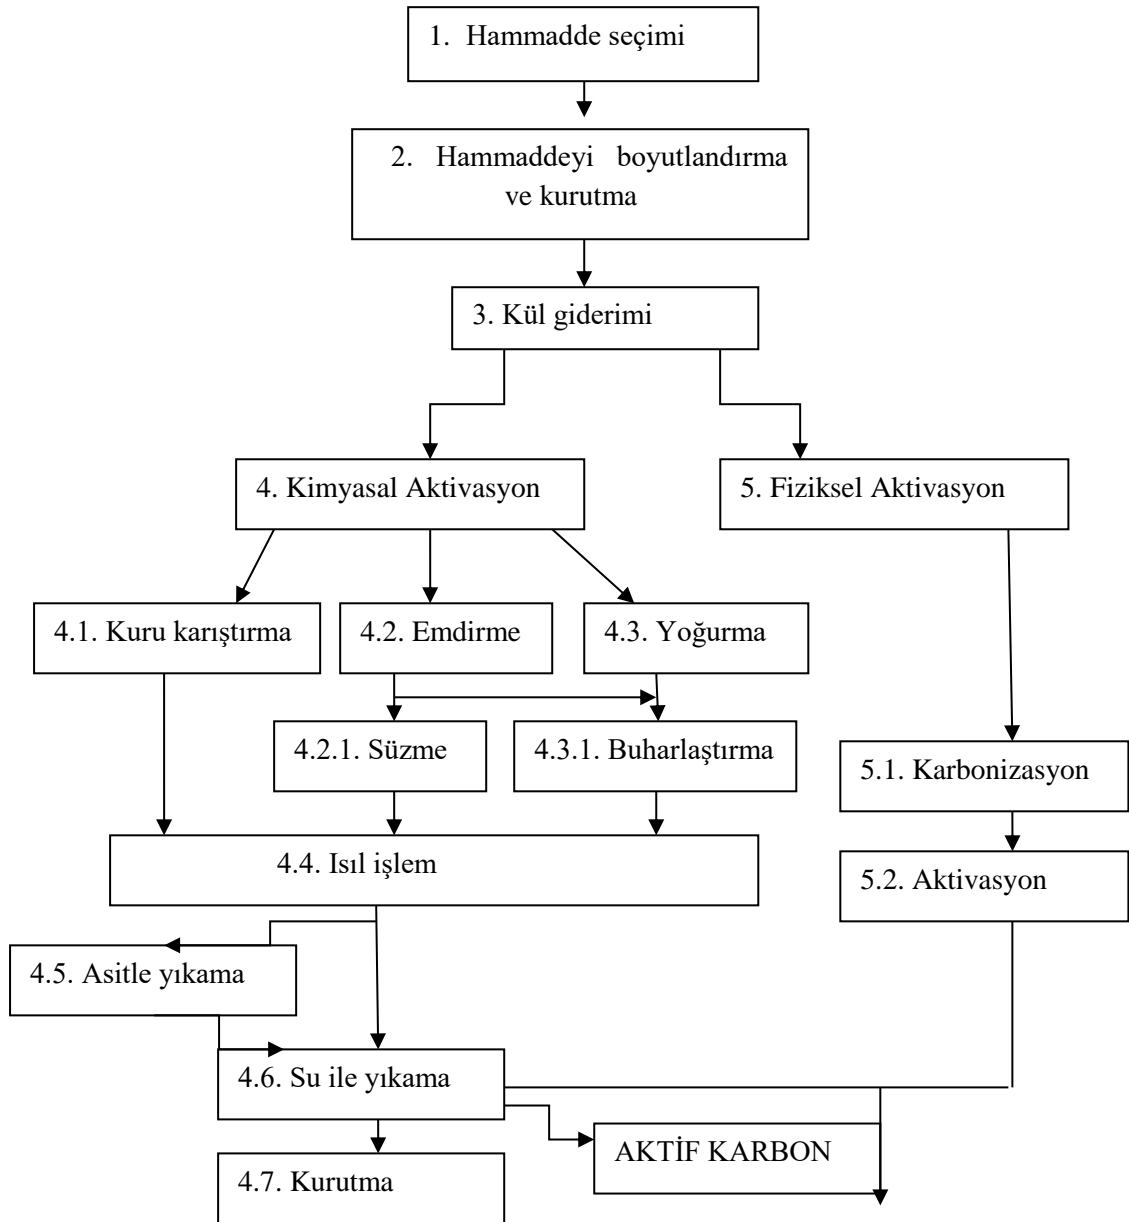 1. Hammadde seçimi
2. Hammaddeyi boyutlandırma
ve kurutma
3. Kül giderimi
4. Kimyasal Aktivasyon
5. Fiziksel Aktivasyon
4.1. Kuru karıştırma
4.2. Emdirme
4.3. Yoğurma
4.2.1. Süzme
4.3.1. Buharlaştırma
5.1. Karbonizasyon
4.4. Isıl işlem
5.2. Aktivasyon
4.5. Asitle yıkama
4.6. Su ile yıkama
AKTİF KARBON
4.7. Kurutma